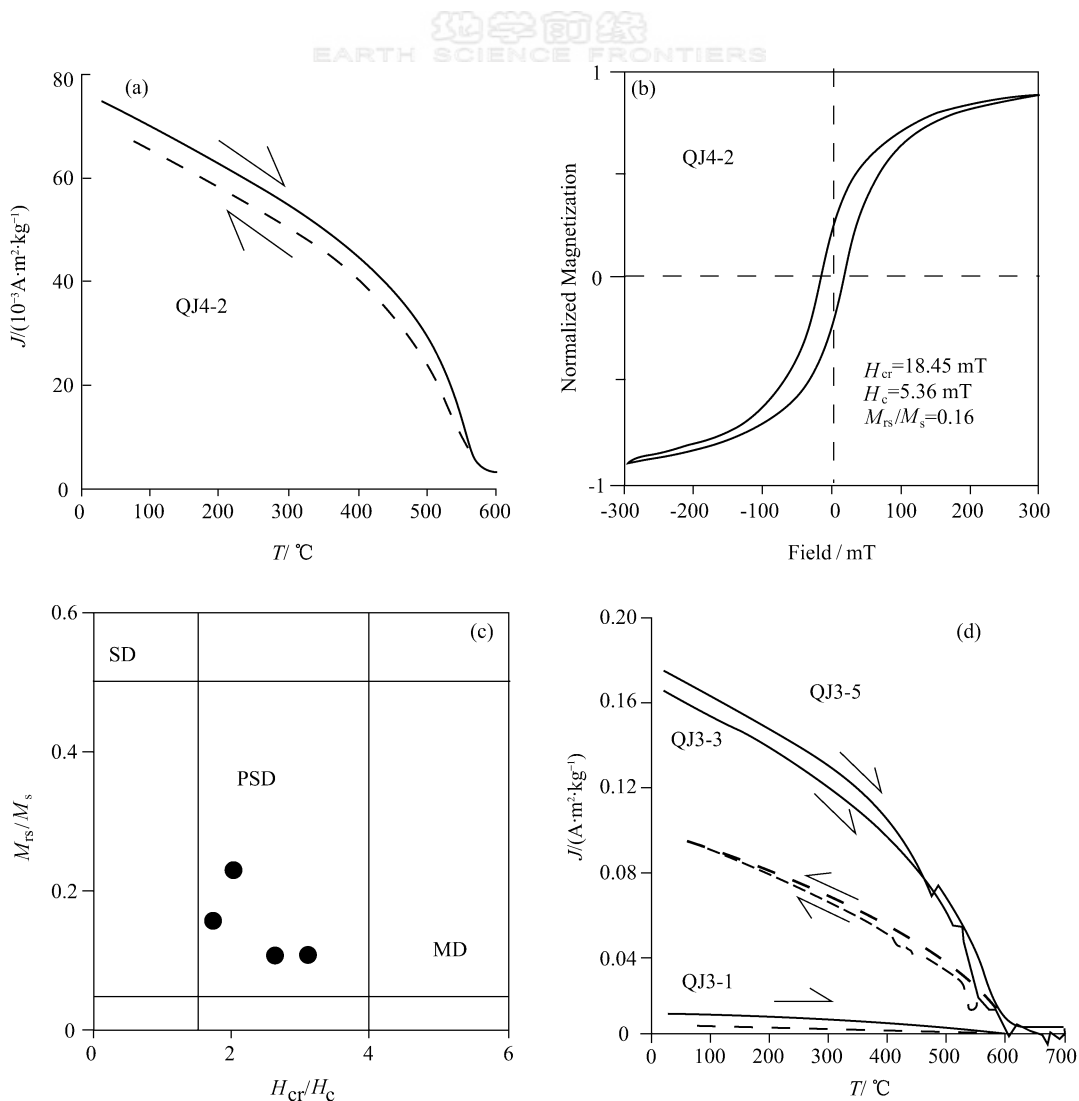 地学前缘
EARTH SCIENCE FRONTIERS
(a)
80
60
40
20
0
J/(10⁻³A·m²·kg⁻¹)
QJ4-2
0 100 200 300 400 500 600
T/ ℃
(b)
1
0
-1
Normalized Magnetization
QJ4-2
Hcr=18.45 mT
Hc=5.36 mT
Mrs/Ms=0.16
-300 -200 -100 0 100 200 300
Field / mT
(c)
0.6
0.4
0.2
0
Mrs/Ms
SD
PSD
MD
0 2 4 6
Hcr/Hc
(d)
0.20
0.16
0.12
0.08
0.04
0
J/(A·m²·kg⁻¹)
QJ3-5
QJ3-3
QJ3-1
0 100 200 300 400 500 600 700
T/ ℃